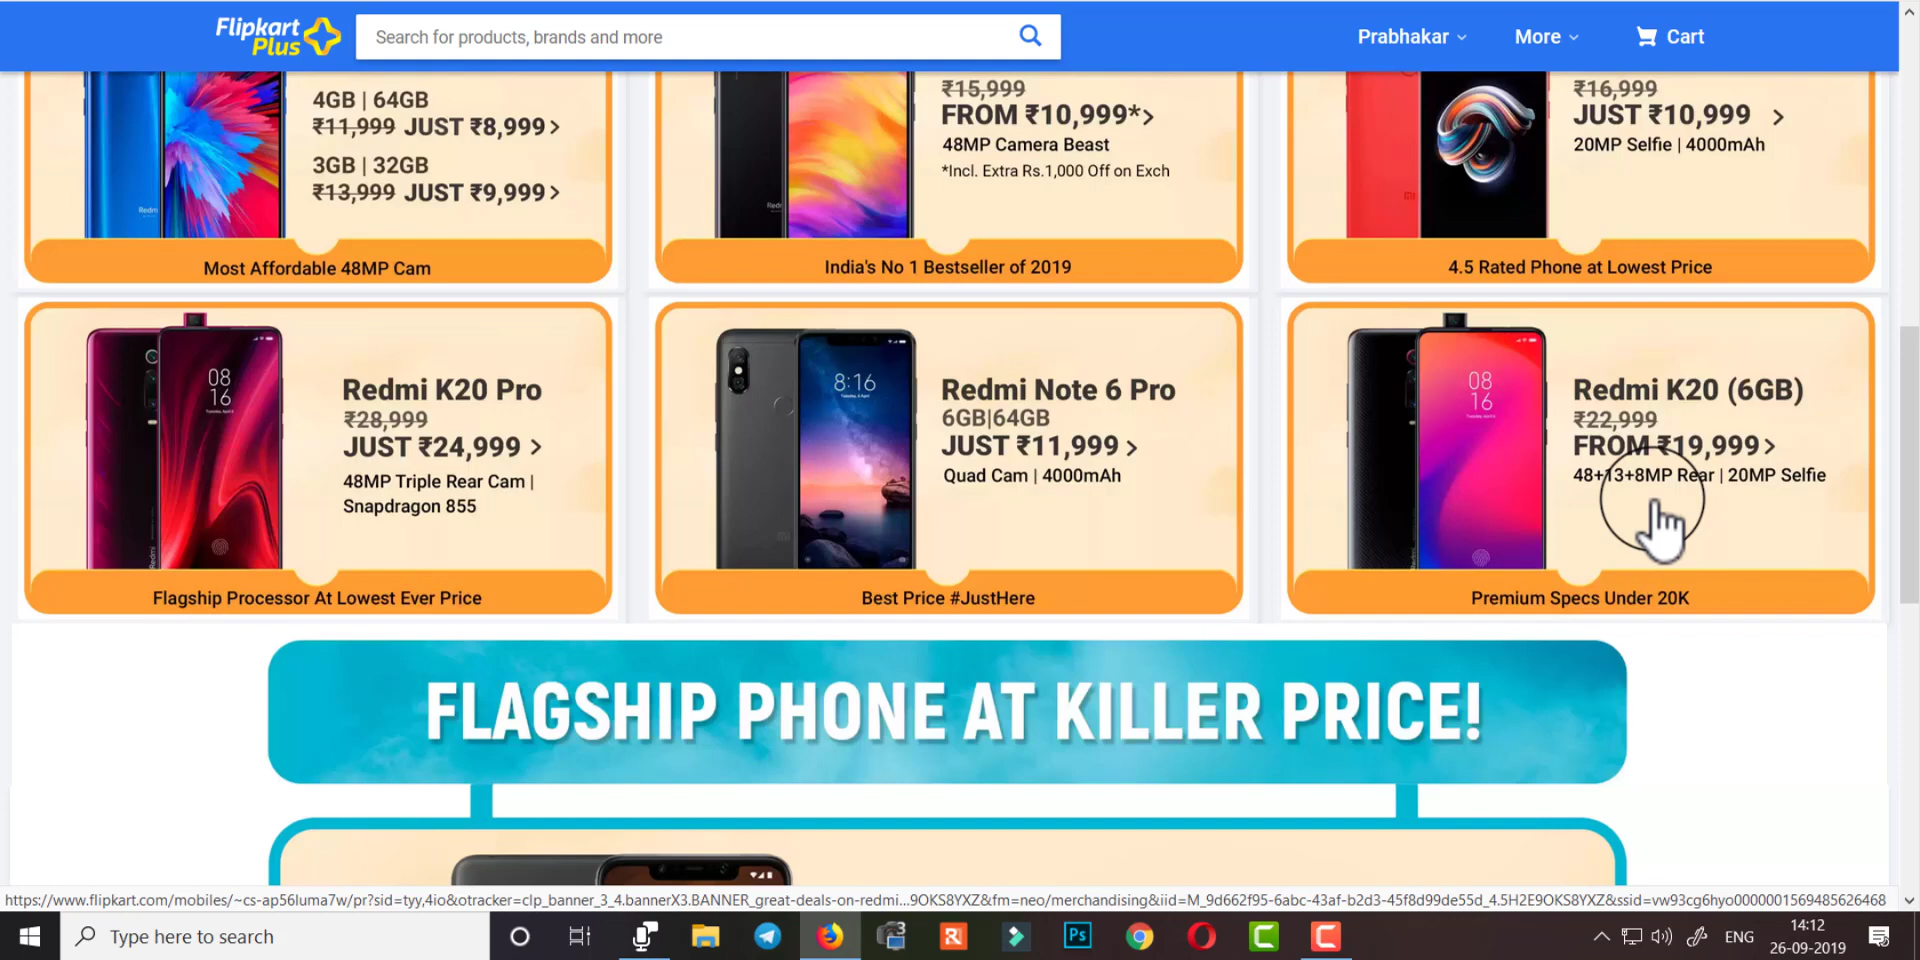 Flipkart
Plus
Search for products, brands and more
Prabhakar
More
Cart
4GB | 64GB
₹11,999 JUST ₹8,999 >
3GB | 32GB
₹13,999 JUST ₹9,999 >
Redmi
Most Affordable 48MP Cam
₹15,999
FROM ₹10,999*>
48MP Camera Beast
*Incl. Extra Rs.1,000 Off on Exch
Redmi
India's No 1 Bestseller of 2019
₹16,999
JUST ₹10,999 >
20MP Selfie | 4000mAh
4.5 Rated Phone at Lowest Price
08
16
Redmi K20 Pro
₹28,999
JUST ₹24,999 >
48MP Triple Rear Cam |
Snapdragon 855
Redmi
Flagship Processor At Lowest Ever Price
8:16
Redmi Note 6 Pro
6GB|64GB
JUST ₹11,999 >
Quad Cam | 4000mAh
Best Price #JustHere
08
16
Redmi K20 (6GB)
₹22,999
FROM ₹19,999>
48+13+8MP Rear | 20MP Selfie
Redmi
Premium Specs Under 20K
FLAGSHIP PHONE AT KILLER PRICE!
https://www.flipkart.com/mobiles/~cs-ap56luma7w/pr?sid=tyy,4io&otracker=clp_banner_3_4.bannerX3.BANNER_great-deals-on-redmi...9OKS8YXZ&fm=neo/merchandising&iid=M_9d662f95-6abc-43af-b2d3-45f8d99de55d_4.5H2E9OKS8YXZ&ssid=vw93cg6hyo0000001569485626468
Type here to search
Ps
ENG
14:12
26-09-2019